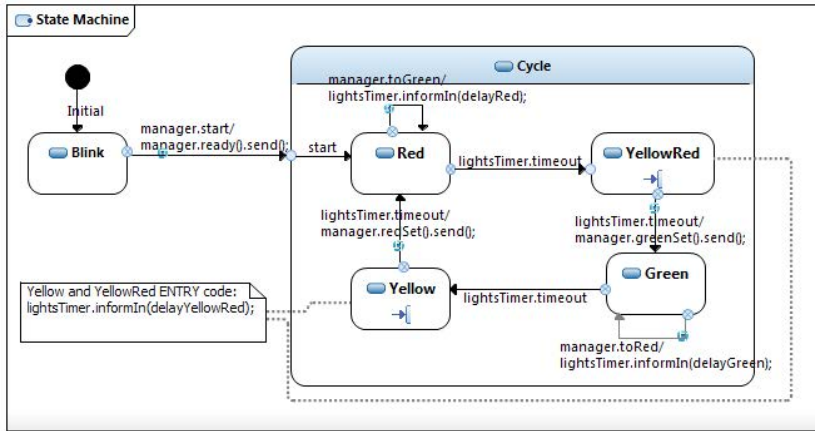 State Machine
Cycle
Initial
Blink
manager.start/
manager.ready().send();
start
manager.toGreen/
lightsTimer.informIn(delayRed);
Red
lightsTimer.timeout
YellowRed
lightsTimer.timeout/
manager.greenSet().send();
Green
manager.toRed/
lightsTimer.informIn(delayGreen);
lightsTimer.timeout
Yellow
lightsTimer.timeout/
manager.redSet().send();
Yellow and YellowRed ENTRY code:
lightsTimer.informIn(delayYellowRed);